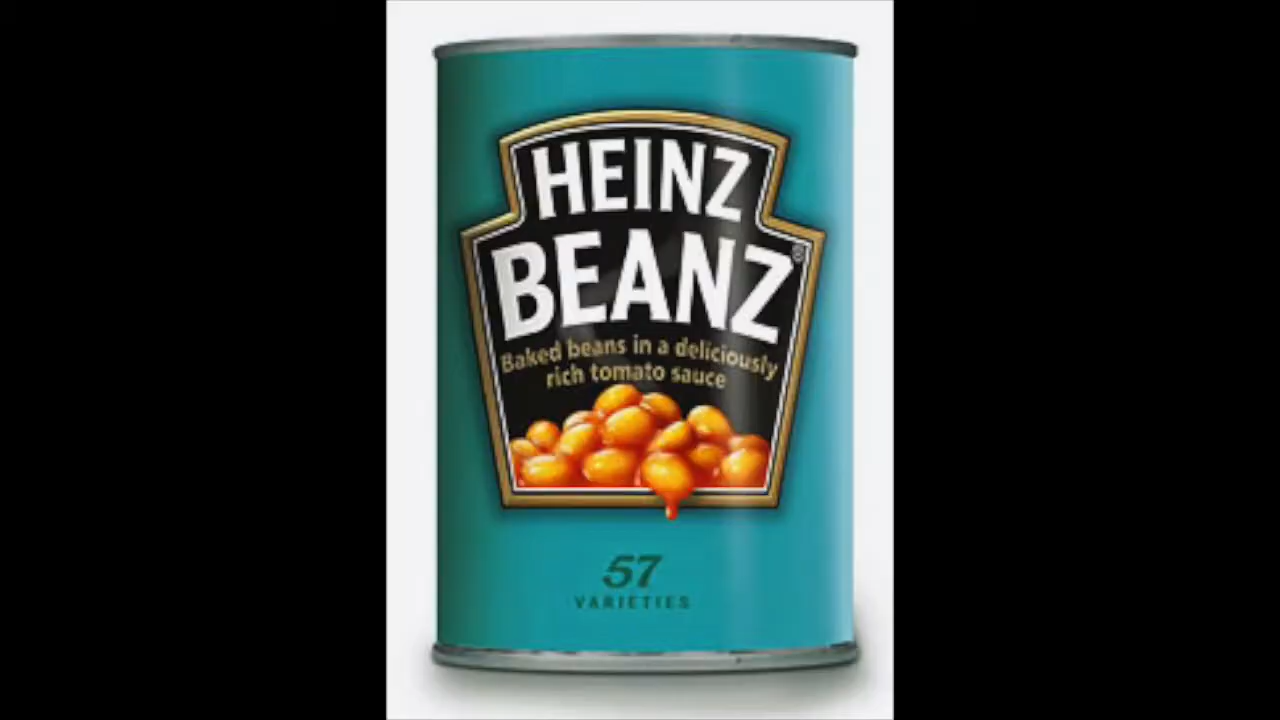 HEINZ
BEANZ®
Baked beans in a deliciously
rich tomato sauce
57
VARIETIES